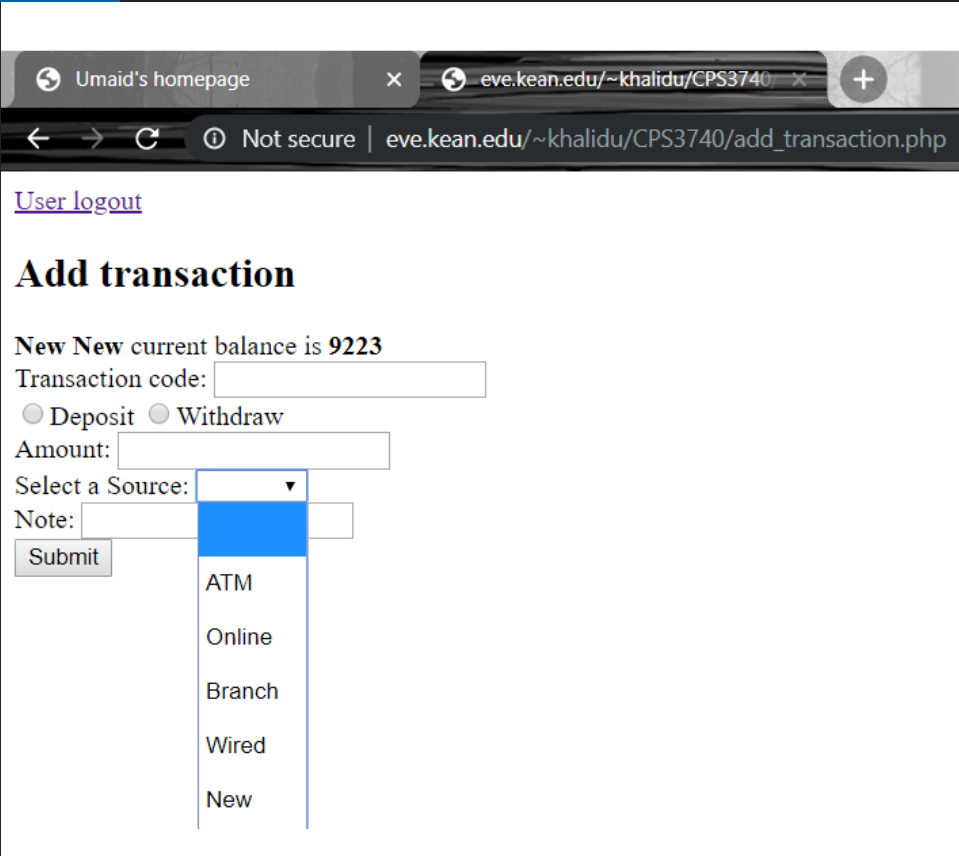 Umaid's homepage
eve.kean.edu/~khalidu/CPS3740/
Not secure | eve.kean.edu/~khalidu/CPS3740/add_transaction.php
User logout
Add transaction
New New current balance is 9223
Transaction code:
Deposit Withdraw
Amount:
Select a Source:
Note:
Submit
ATM
Online
Branch
Wired
New